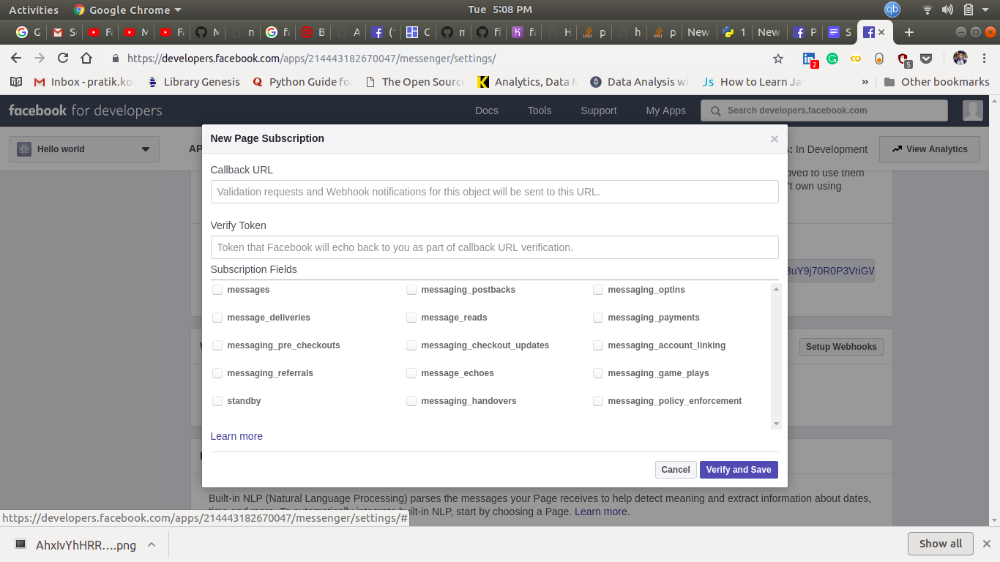 Activities Google Chrome Tue 5:08 PM qb
G S F M F M n f B A ( C m f f H p h p New 1 New P S
https://developers.facebook.com/apps/214443182670047/messenger/settings/ 2 5
Inbox - pratik.ko Library Genesis Python Guide fo The Open Source Analytics, Data Data Analysis wi How to Learn Ja » Other bookmarks
facebook for developers Docs Tools Support My Apps Search developers.facebook.com
Hello world AP s: In Development View Analytics
New Page Subscription
Callback URL
oved to use them
Validation requests and Webhook notifications for this object will be sent to this URL.
't own using
Verify Token
Token that Facebook will echo back to you as part of callback URL verification.
Subscription Fields
uY9j70R0P3VriGW
messages messaging_postbacks messaging_optins
message_deliveries message_reads messaging_payments
messaging_pre_checkouts messaging_checkout_updates messaging_account_linking
Setup Webhooks
messaging_referrals message_echoes messaging_game_plays
standby messaging_handovers messaging_policy_enforcement
Learn more
Cancel Verify and Save
Built-in NLP (Natural Language Processing) parses the messages your Page receives to help detect meaning and extract information about dates,
built-in NLP, start by choosing a Page. Learn more.
https://developers.facebook.com/apps/214443182670047/messenger/settings/#
AhxIvYhHRR....png Show all